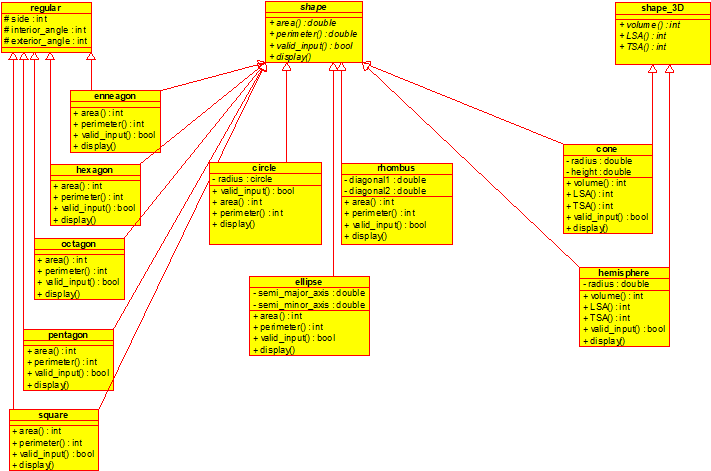 regular
# side : int
# interior_angle : int
# exterior_angle : int
shape
+ area() : double
+ perimeter() : double
+ valid_input() : bool
+ display()
shape_3D
+ volume() : int
+ LSA() : int
+ TSA() : int
enneagon
+ area() : int
+ perimeter() : int
+ valid_input() : bool
+ display()
hexagon
+ area() : int
+ perimeter() : int
+ valid_input() : bool
+ display()
circle
- radius : circle
+ valid_input() : bool
+ area() : int
+ perimeter() : int
+ display()
rhombus
- diagonal1 : double
- diagonal2 : double
+ area() : int
+ perimeter() : int
+ valid_input() : bool
+ display()
cone
- radius : double
- height : double
+ volume() : int
+ LSA() : int
+ TSA() : int
+ valid_input() : bool
+ display()
octagon
+ area() : int
+ perimeter() : int
+ valid_input() : bool
+ display()
ellipse
- semi_major_axis : double
- semi_minor_axis : double
+ area() : int
+ perimeter() : int
+ valid_input() : bool
+ display()
hemisphere
- radius : double
+ volume() : int
+ LSA() : int
+ TSA() : int
+ valid_input() : bool
+ display()
pentagon
+ area() : int
+ perimeter() : int
+ valid_input() : bool
+ display()
square
+ area() : int
+ perimeter() : int
+ valid_input() : bool
+ display()